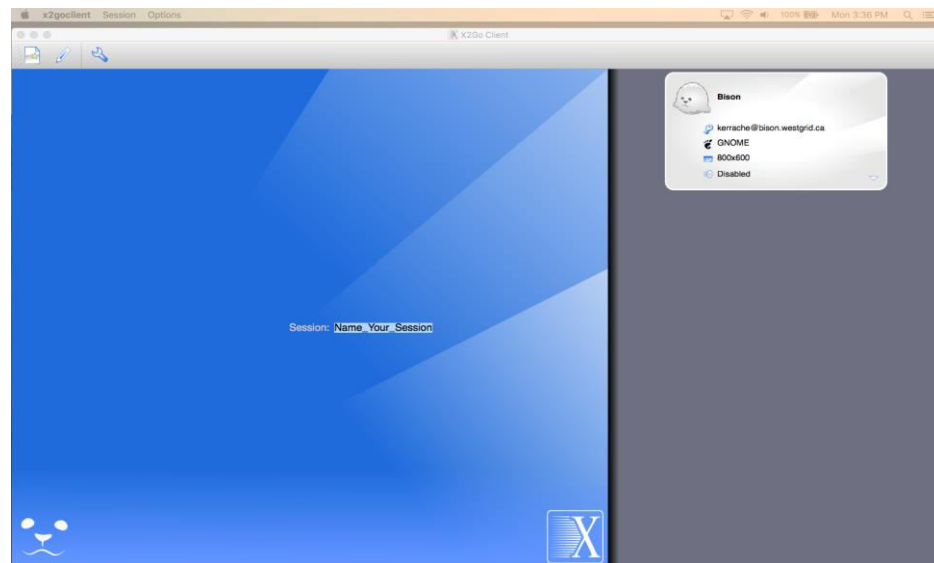 x2goclient Session Options 100% Mon 3:36 PM
X2Go Client
Bison
kerrache@bison.westgrid.ca
GNOME
800x600
Disabled
Session: Name_Your_Session
X